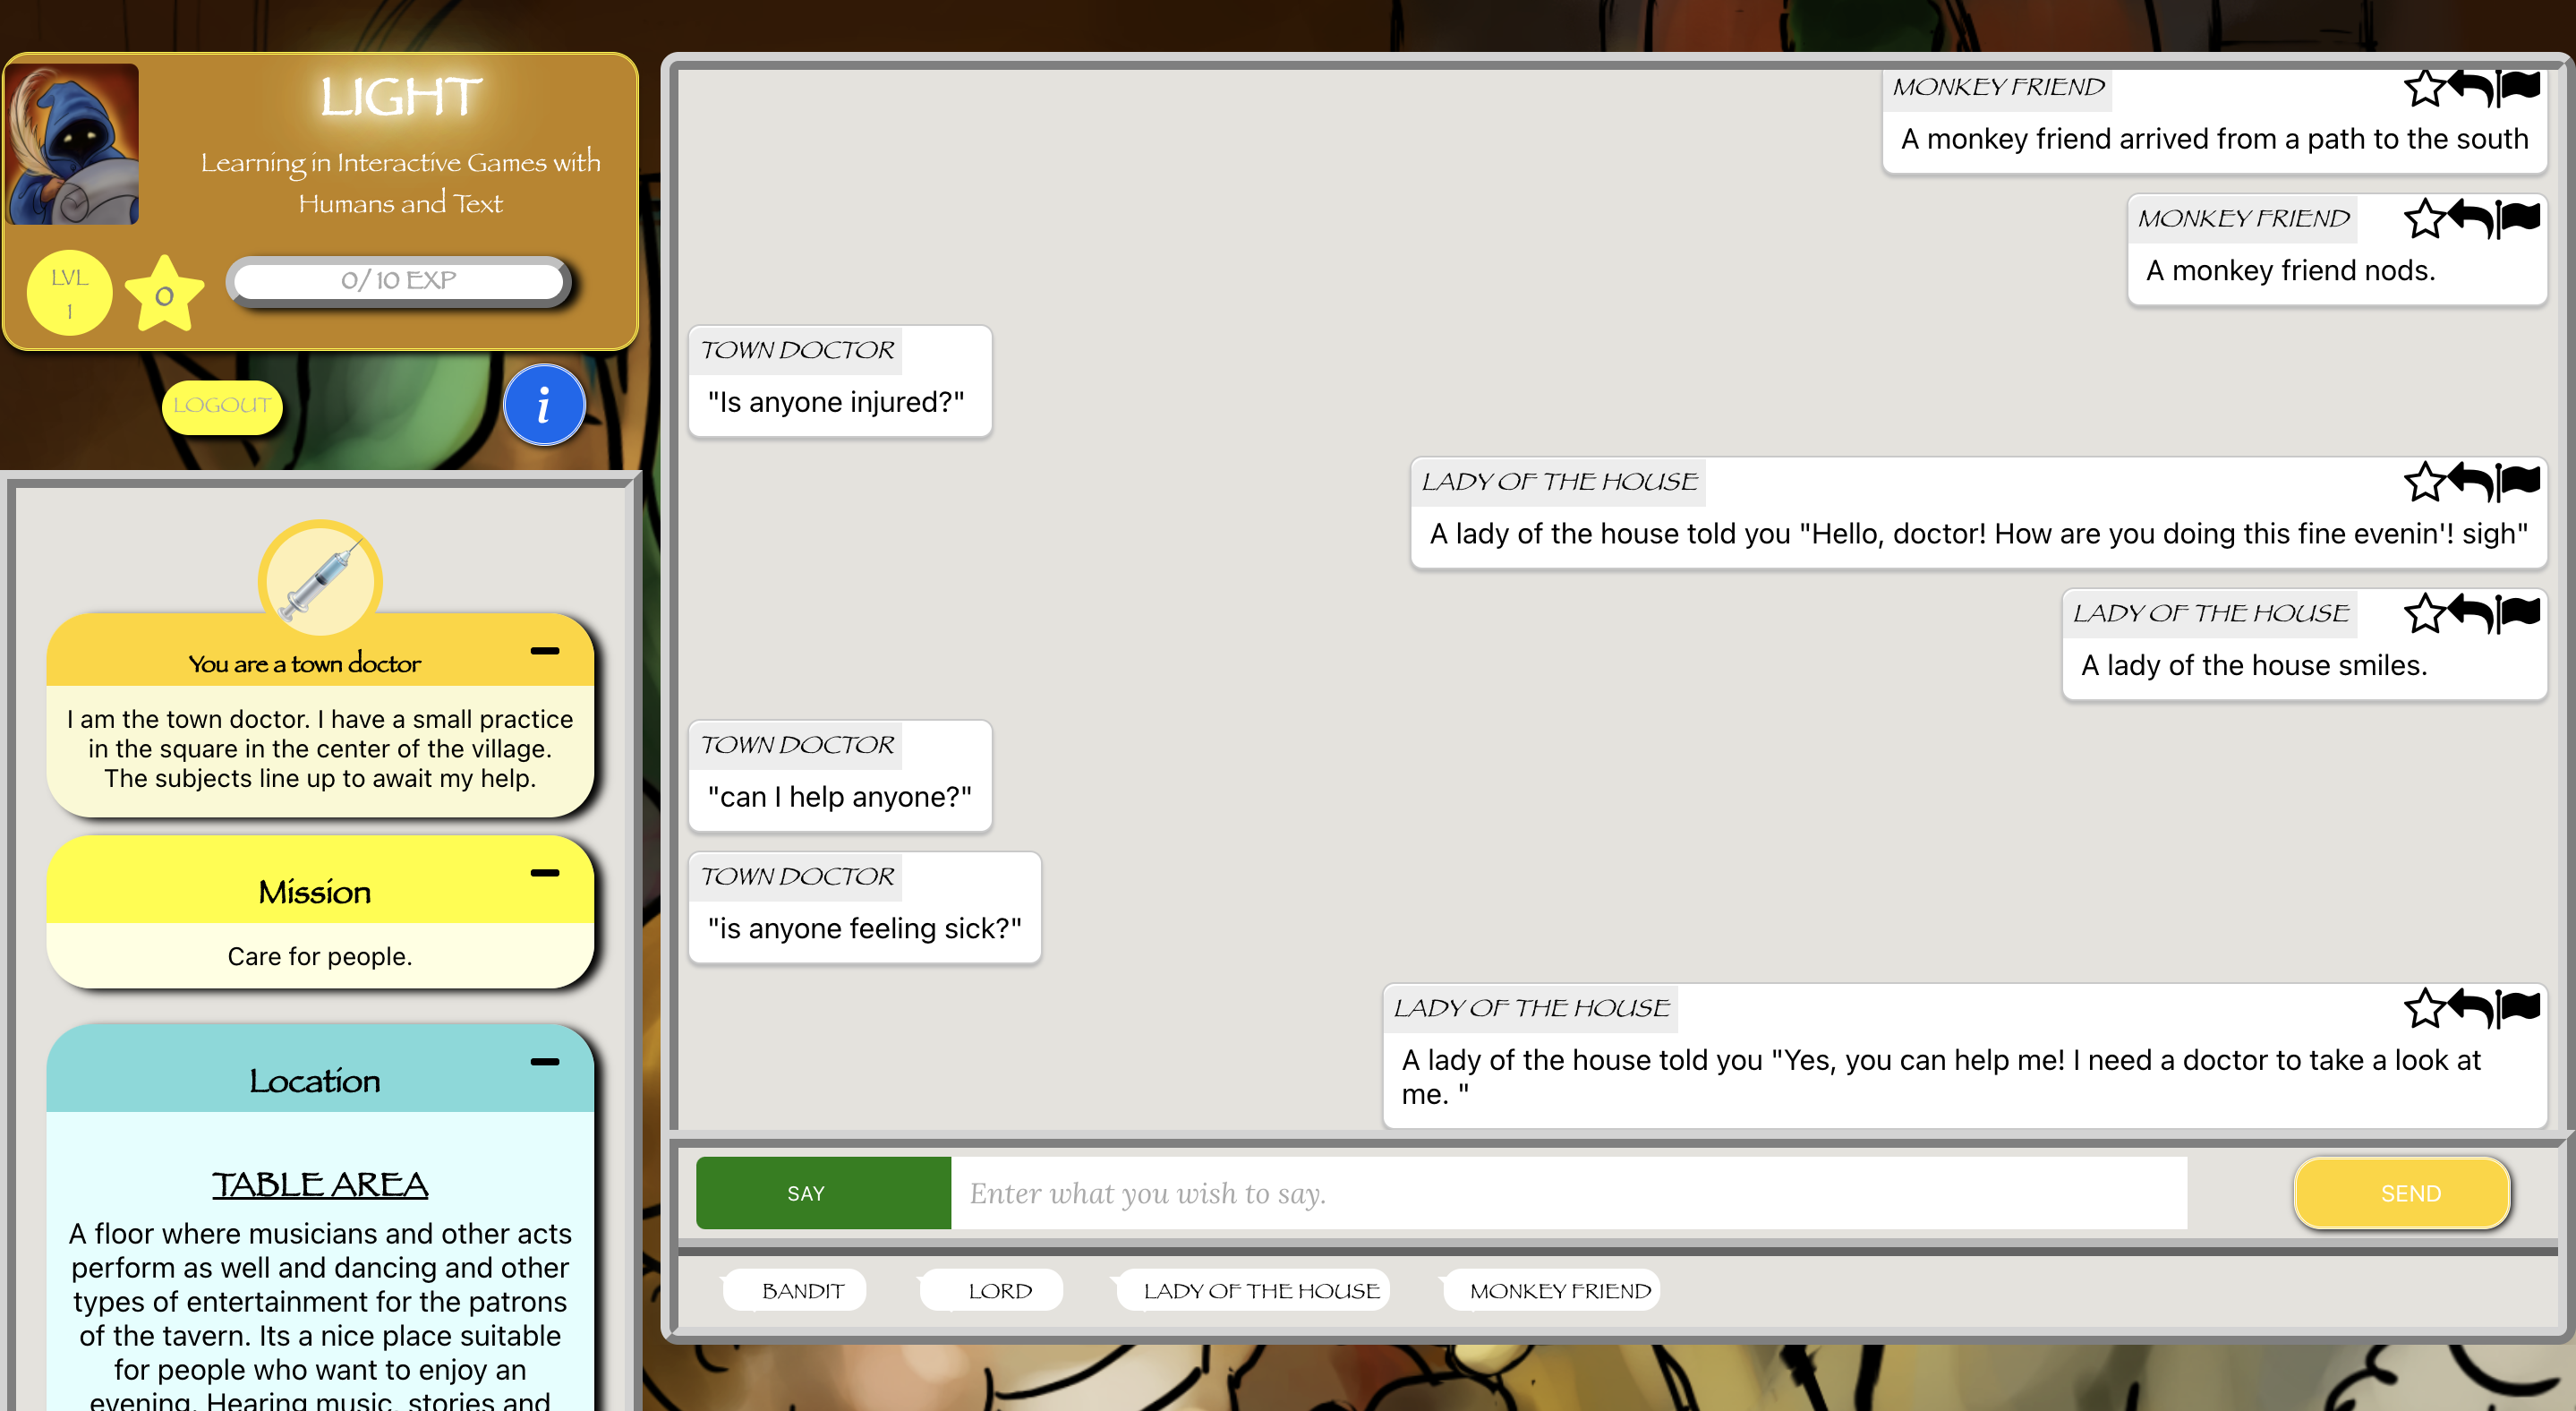 LIGHT
Learning in Interactive Games with
Humans and Text
LVL
1
0
0/10 EXP
LOGOUT
i
You are a town doctor
I am the town doctor. I have a small practice
in the square in the center of the village.
The subjects line up to await my help.
Mission
Care for people.
Location
TABLE AREA
A floor where musicians and other acts
perform as well and dancing and other
types of entertainment for the patrons
of the tavern. Its a nice place suitable
for people who want to enjoy an
evening. Hearing music, stories and
MONKEY FRIEND
A monkey friend arrived from a path to the south
MONKEY FRIEND
A monkey friend nods.
TOWN DOCTOR
"Is anyone injured?"
LADY OF THE HOUSE
A lady of the house told you "Hello, doctor! How are you doing this fine evenin'! sigh"
LADY OF THE HOUSE
A lady of the house smiles.
TOWN DOCTOR
"can I help anyone?"
TOWN DOCTOR
"is anyone feeling sick?"
LADY OF THE HOUSE
A lady of the house told you "Yes, you can help me! I need a doctor to take a look at
me. "
SAY
Enter what you wish to say.
SEND
BANDIT
LORD
LADY OF THE HOUSE
MONKEY FRIEND